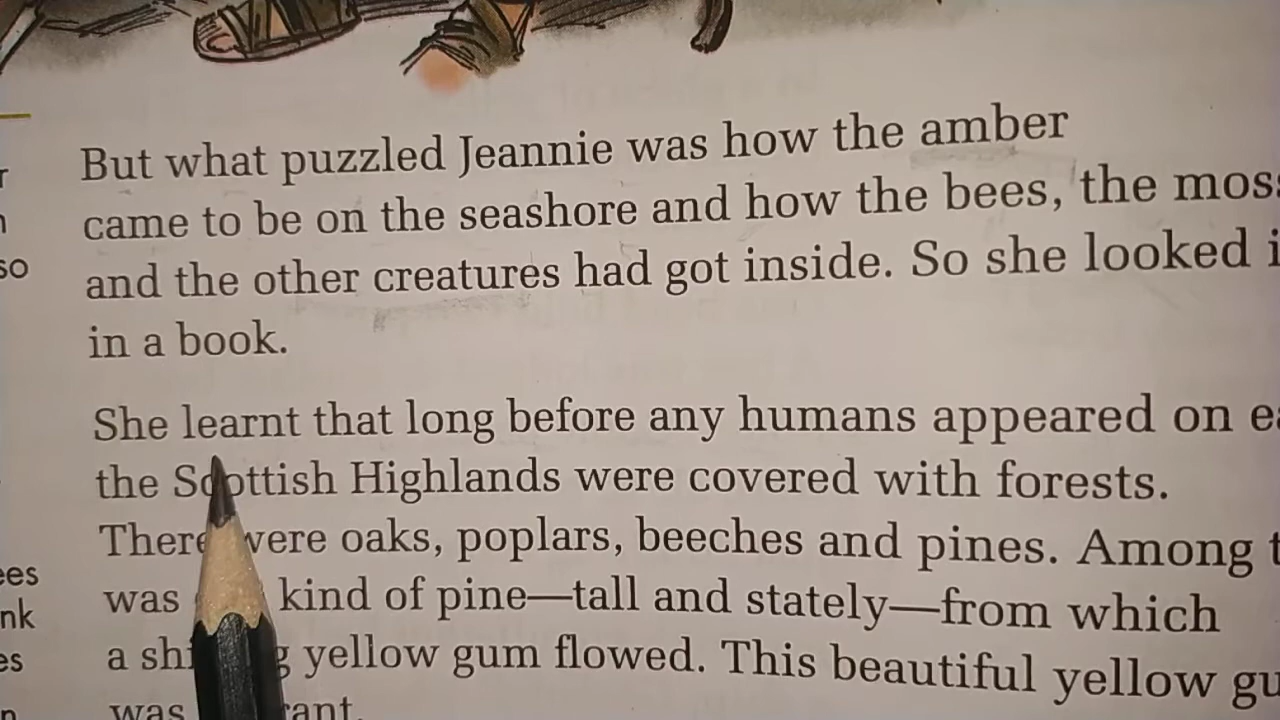 But what puzzled Jeannie was how the amber
came to be on the seashore and how the bees, the
and the other creatures had got inside. So she looked
in a book.
She learnt that long before any humans appeared on
the Scottish Highlands were covered with forests.
There were oaks, poplars, beeches and pines. Among
was kind of pine—tall and stately—from which
a yellow gum flowed. This beautiful yellow
was